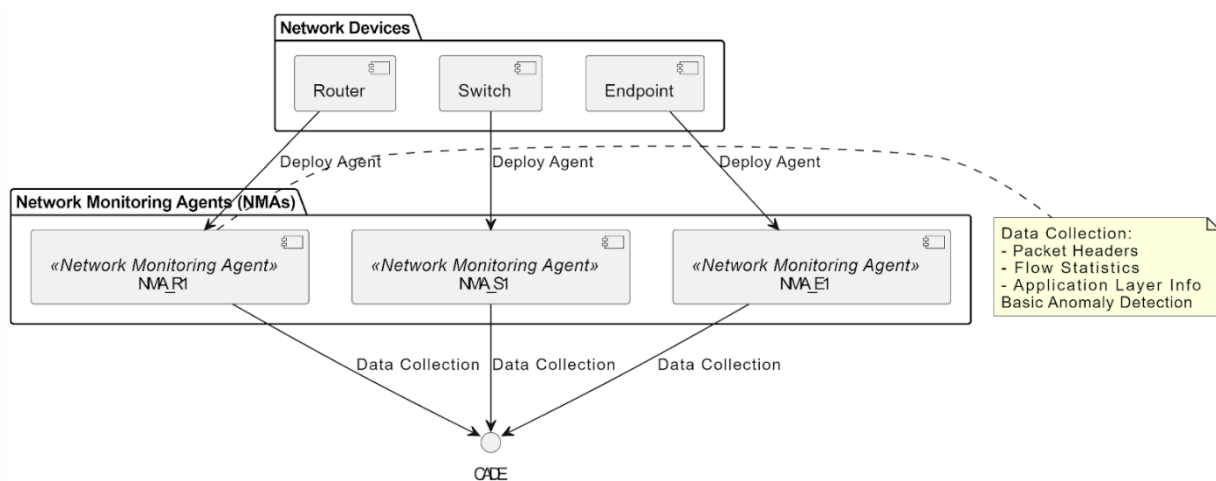 Network Devices
Router
Switch
Endpoint
Deploy Agent
Deploy Agent
Deploy Agent
Network Monitoring Agents (NMAs)
«Network Monitoring Agent»
NMA_R1
«Network Monitoring Agent»
NMA_S1
«Network Monitoring Agent»
NMA_E1
Data Collection:
- Packet Headers
- Flow Statistics
- Application Layer Info
Basic Anomaly Detection
Data Collection
Data Collection
Data Collection
CADE